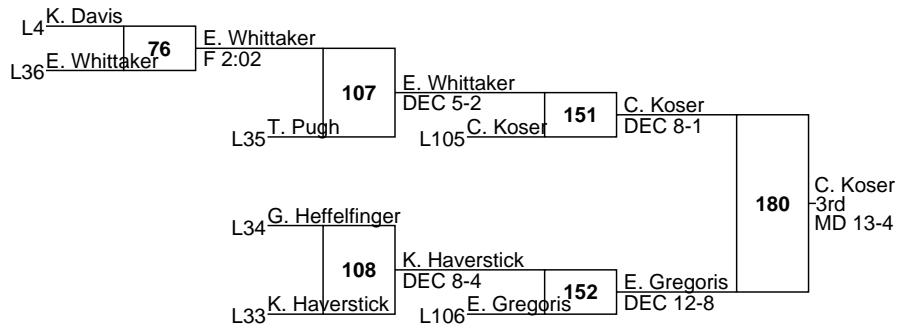 K. Davis
L4
76
E. Whittaker
F 2:02
L36
E. Whittaker
107
E. Whittaker
DEC 5-2
L35
T. Pugh
151
C. Koser
DEC 8-1
L105
C. Koser
180
C. Koser
3rd
MD 13-4
L34
G. Heffelfinger
108
K. Haverstick
DEC 8-4
L33
K. Haverstick
152
E. Gregoris
DEC 12-8
L106
E. Gregoris